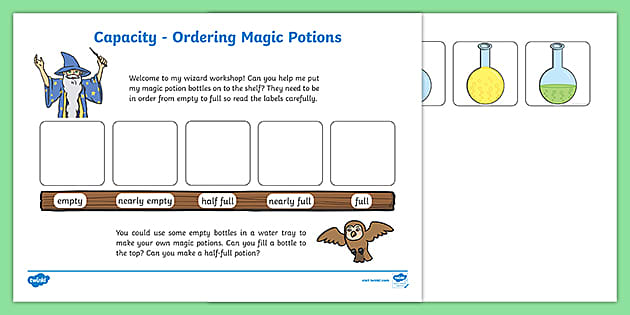 Capacity - Ordering Magic Potions
Welcome to my wizard workshop! Can you help me put
my magic potion bottles on to the shelf? They need to be
in order from empty to full so read the labels carefully.
empty nearly empty half full nearly full full
You could use some empty bottles in a water tray to
make your own magic potions. Can you fill a bottle to
the top? Can you make a half-full potion?
twinkl
visit twinkl.com